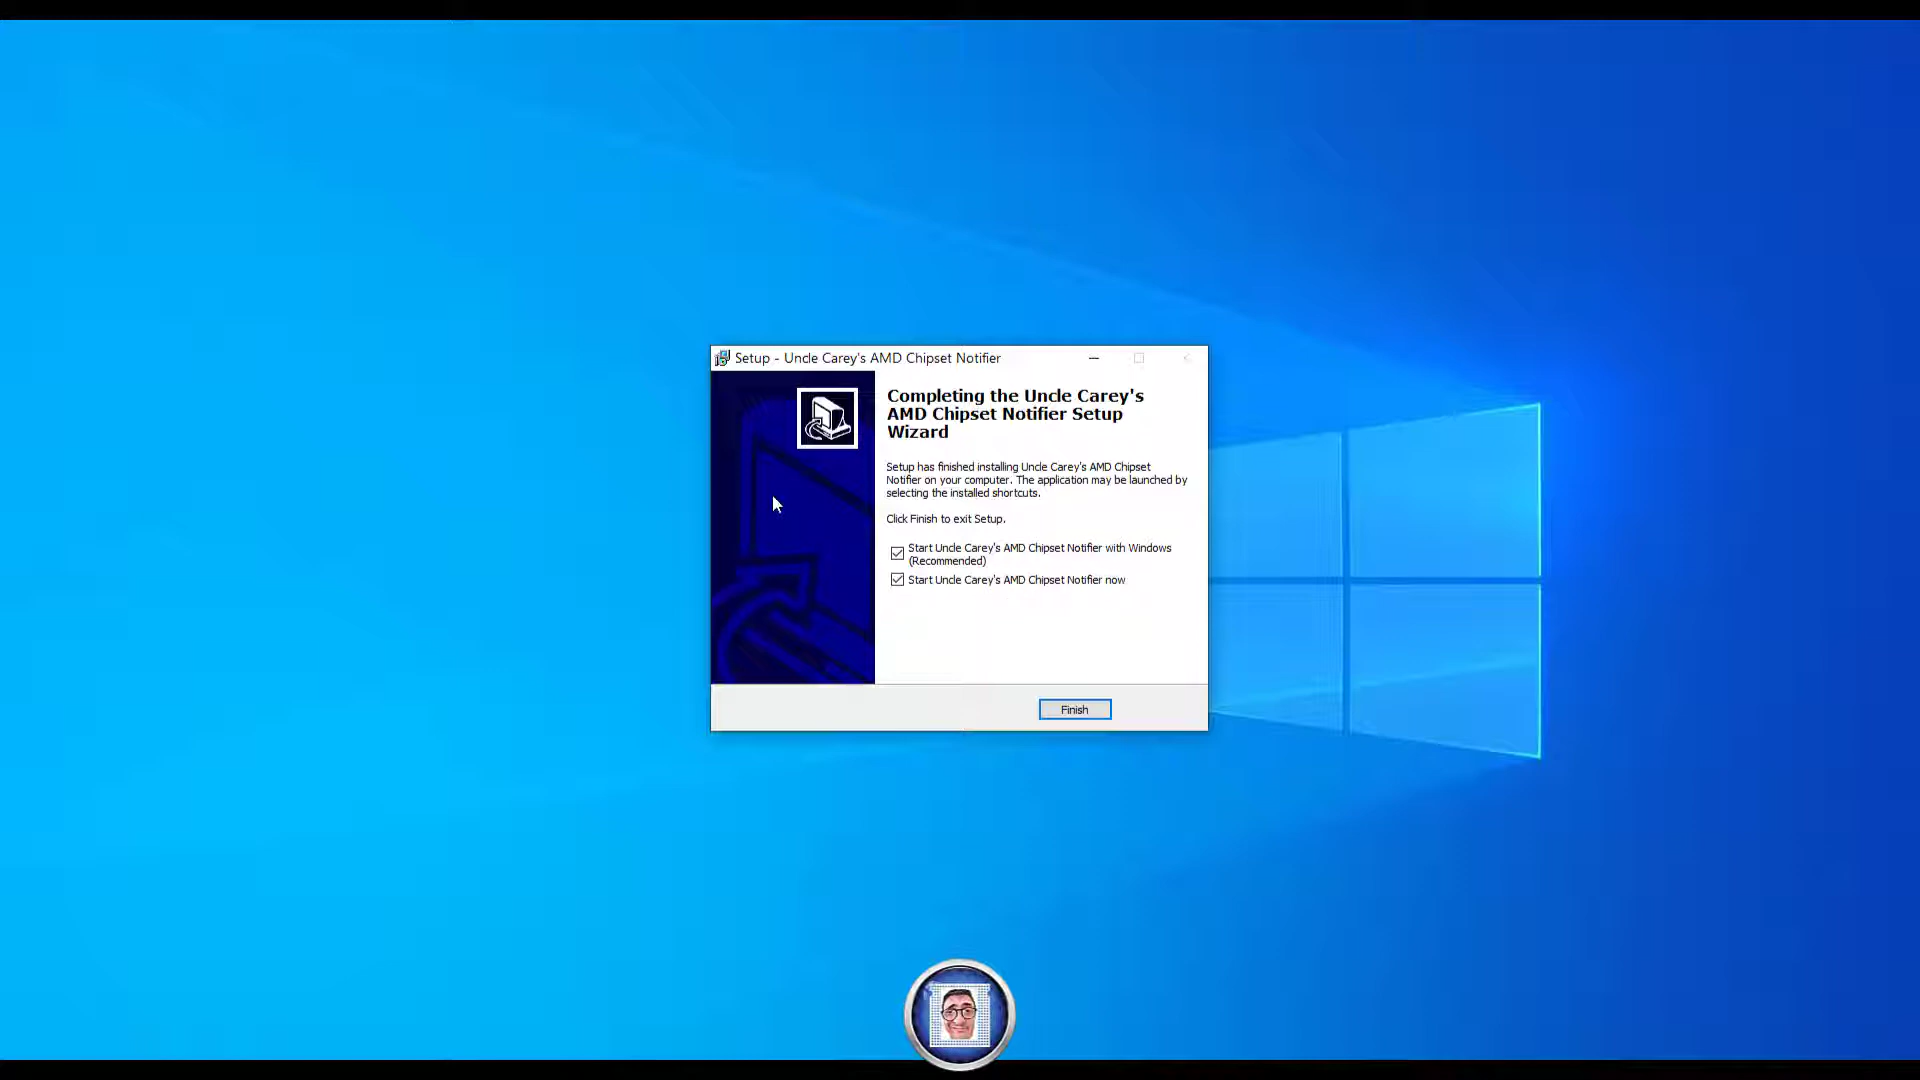 Setup - Uncle Carey's AMD Chipset Notifier
Completing the Uncle Carey's
AMD Chipset Notifier Setup
Wizard
Setup has finished installing Uncle Carey's AMD Chipset
Notifier on your computer. The application may be launched by
selecting the installed shortcuts.
Click Finish to exit Setup.
Start Uncle Carey's AMD Chipset Notifier with Windows
(Recommended)
Start Uncle Carey's AMD Chipset Notifier now
Finish